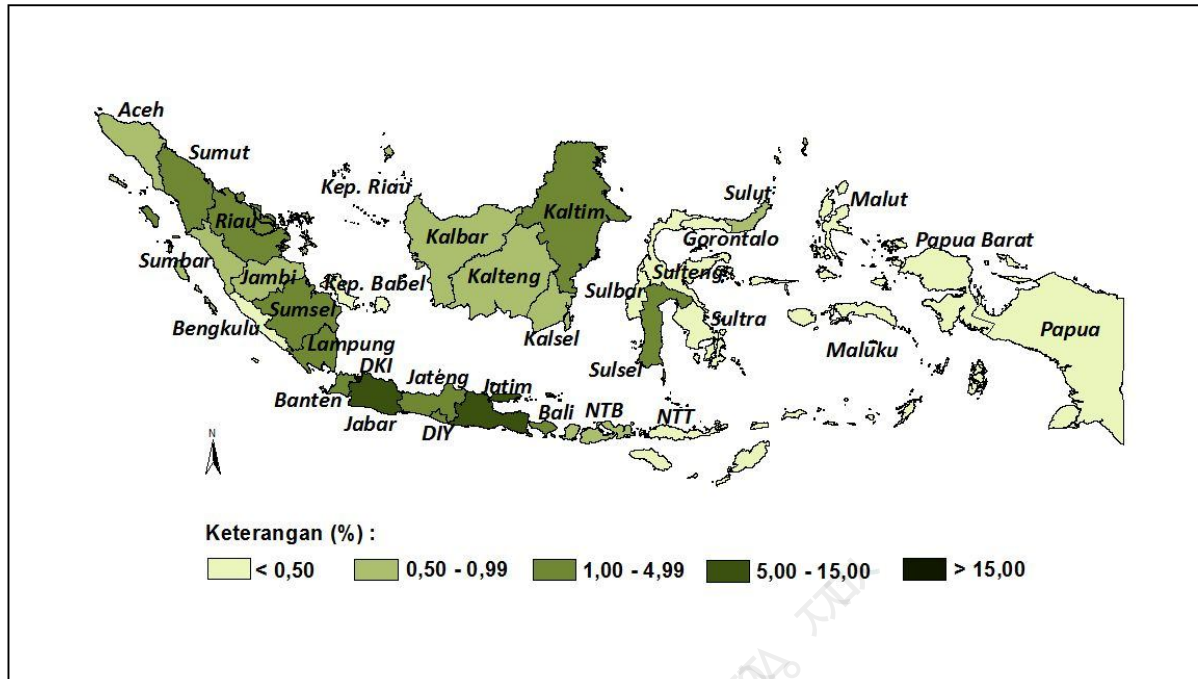 Aceh
Sumut
Kep. Riau
Riau
Sumbar
Jambi
Kep. Babel
Sumsel
Bengkulu
Lampung
DKI
Banten
Jabar
Jateng
DIY
Jatim
Bali
NTB
NTT
Kalbar
Kalteng
Kaltim
Kalsel
Sulut
Gorontalo
Sulteng
Sulbar
Sultra
Sulsel
Malut
Maluku
Papua Barat
Papua
N
Keterangan (%) :
< 0,50
0,50 - 0,99
1,00 - 4,99
5,00 - 15,00
> 15,00